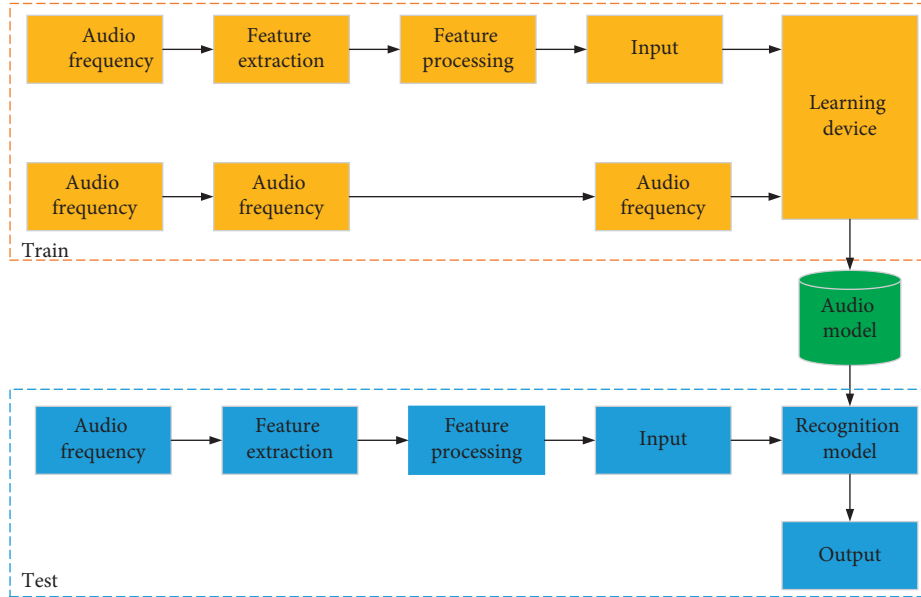 Audio
frequency
Feature
extraction
Feature
processing
Input
Learning
device
Audio
frequency
Audio
frequency
Audio
frequency
Train
Audio
model
Audio
frequency
Feature
extraction
Feature
processing
Input
Recognition
model
Output
Test